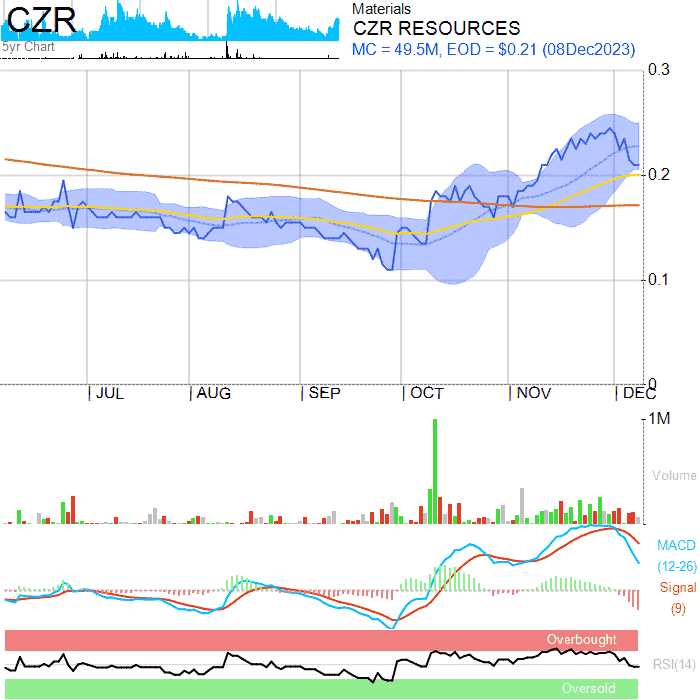 CZR
5yr Chart
Materials
CZR RESOURCES
MC = 49.5M, EOD = $0.21 (08Dec2023)
0.3
0.2
0.1
0
JUL AUG SEP OCT NOV DEC
1M
Volume
MACD
(12-26)
Signal
(9)
Overbought
RSI(14)
Oversold